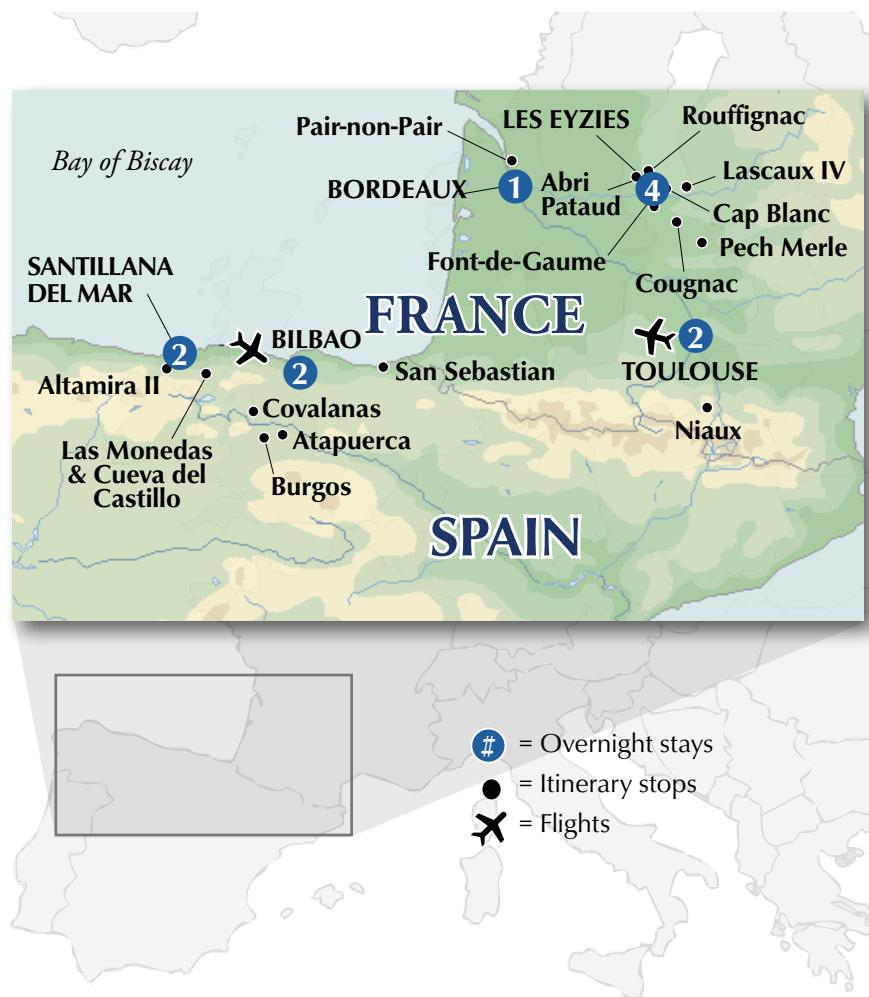 Pair-non-Pair
LES EYZIES
Rouffignac
Bay of Biscay
BORDEAUX
1
Abri
Pataud
4
Lascaux IV
Cap Blanc
Pech Merle
Font-de-Gaume
Cougnac
SANTILLANA
DEL MAR
FRANCE
2
BILBAO
2
2
TOULOUSE
Altamira II
San Sebastian
Covalanas
Niaux
Las Monedas
& Cueva del
Castillo
Atapuerca
Burgos
SPAIN
# = Overnight stays
= Itinerary stops
= Flights